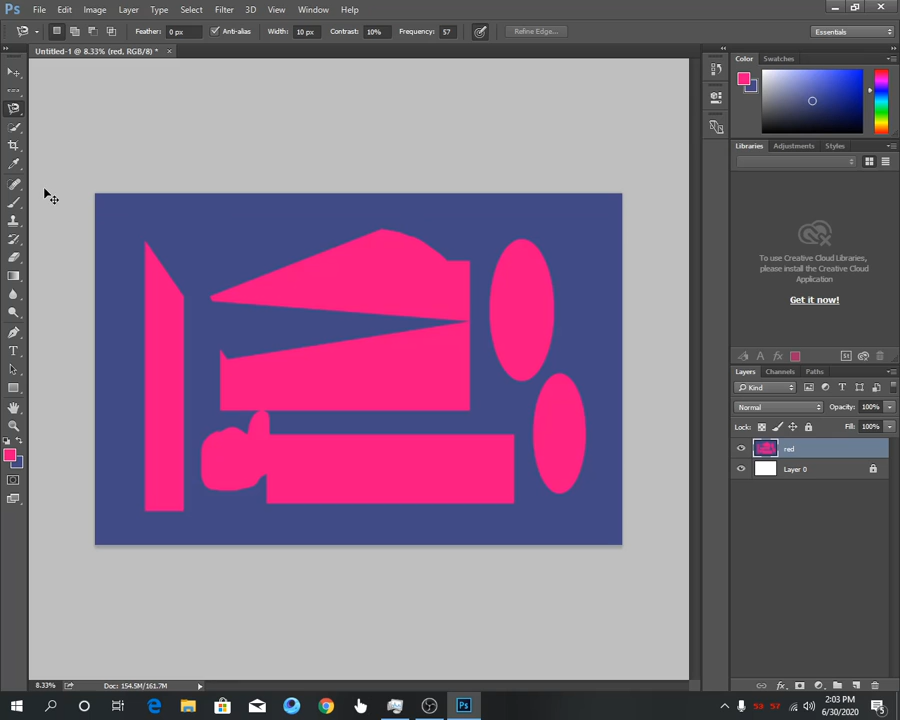 Ps File Edit Image Layer Type Select Filter 3D View Window Help
Feather: 0 px Anti-alias Width: 10 px Contrast: 10% Frequency: 57 Refine Edge... Essentials
Untitled-1 @ 8.33% (red, RGB/8) * ×
Color Swatches
Libraries Adjustments Styles
To use Creative Cloud Libraries,
please install the Creative Cloud
Application
Get it now!
Layers Channels Paths
Kind
Normal Opacity: 100%
Lock: Fill: 100%
red
Layer 0
8.33% Doc: 154.5M/161.7M
2:03 PM
53 57
6/30/2020